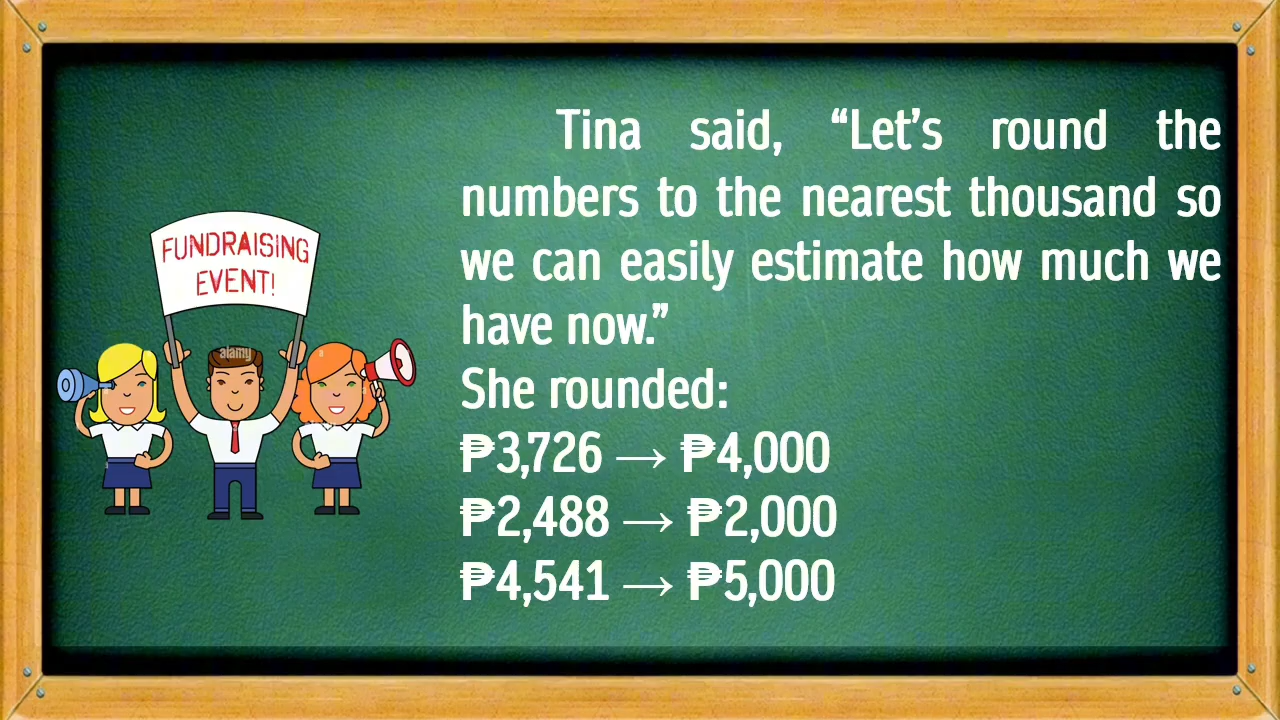 Tina said, “Let’s round the
numbers to the nearest thousand so
we can easily estimate how much we
have now.”
She rounded:
₱3,726 → ₱4,000
₱2,488 → ₱2,000
₱4,541 → ₱5,000
FUNDRAISING
EVENT!
alamy
a